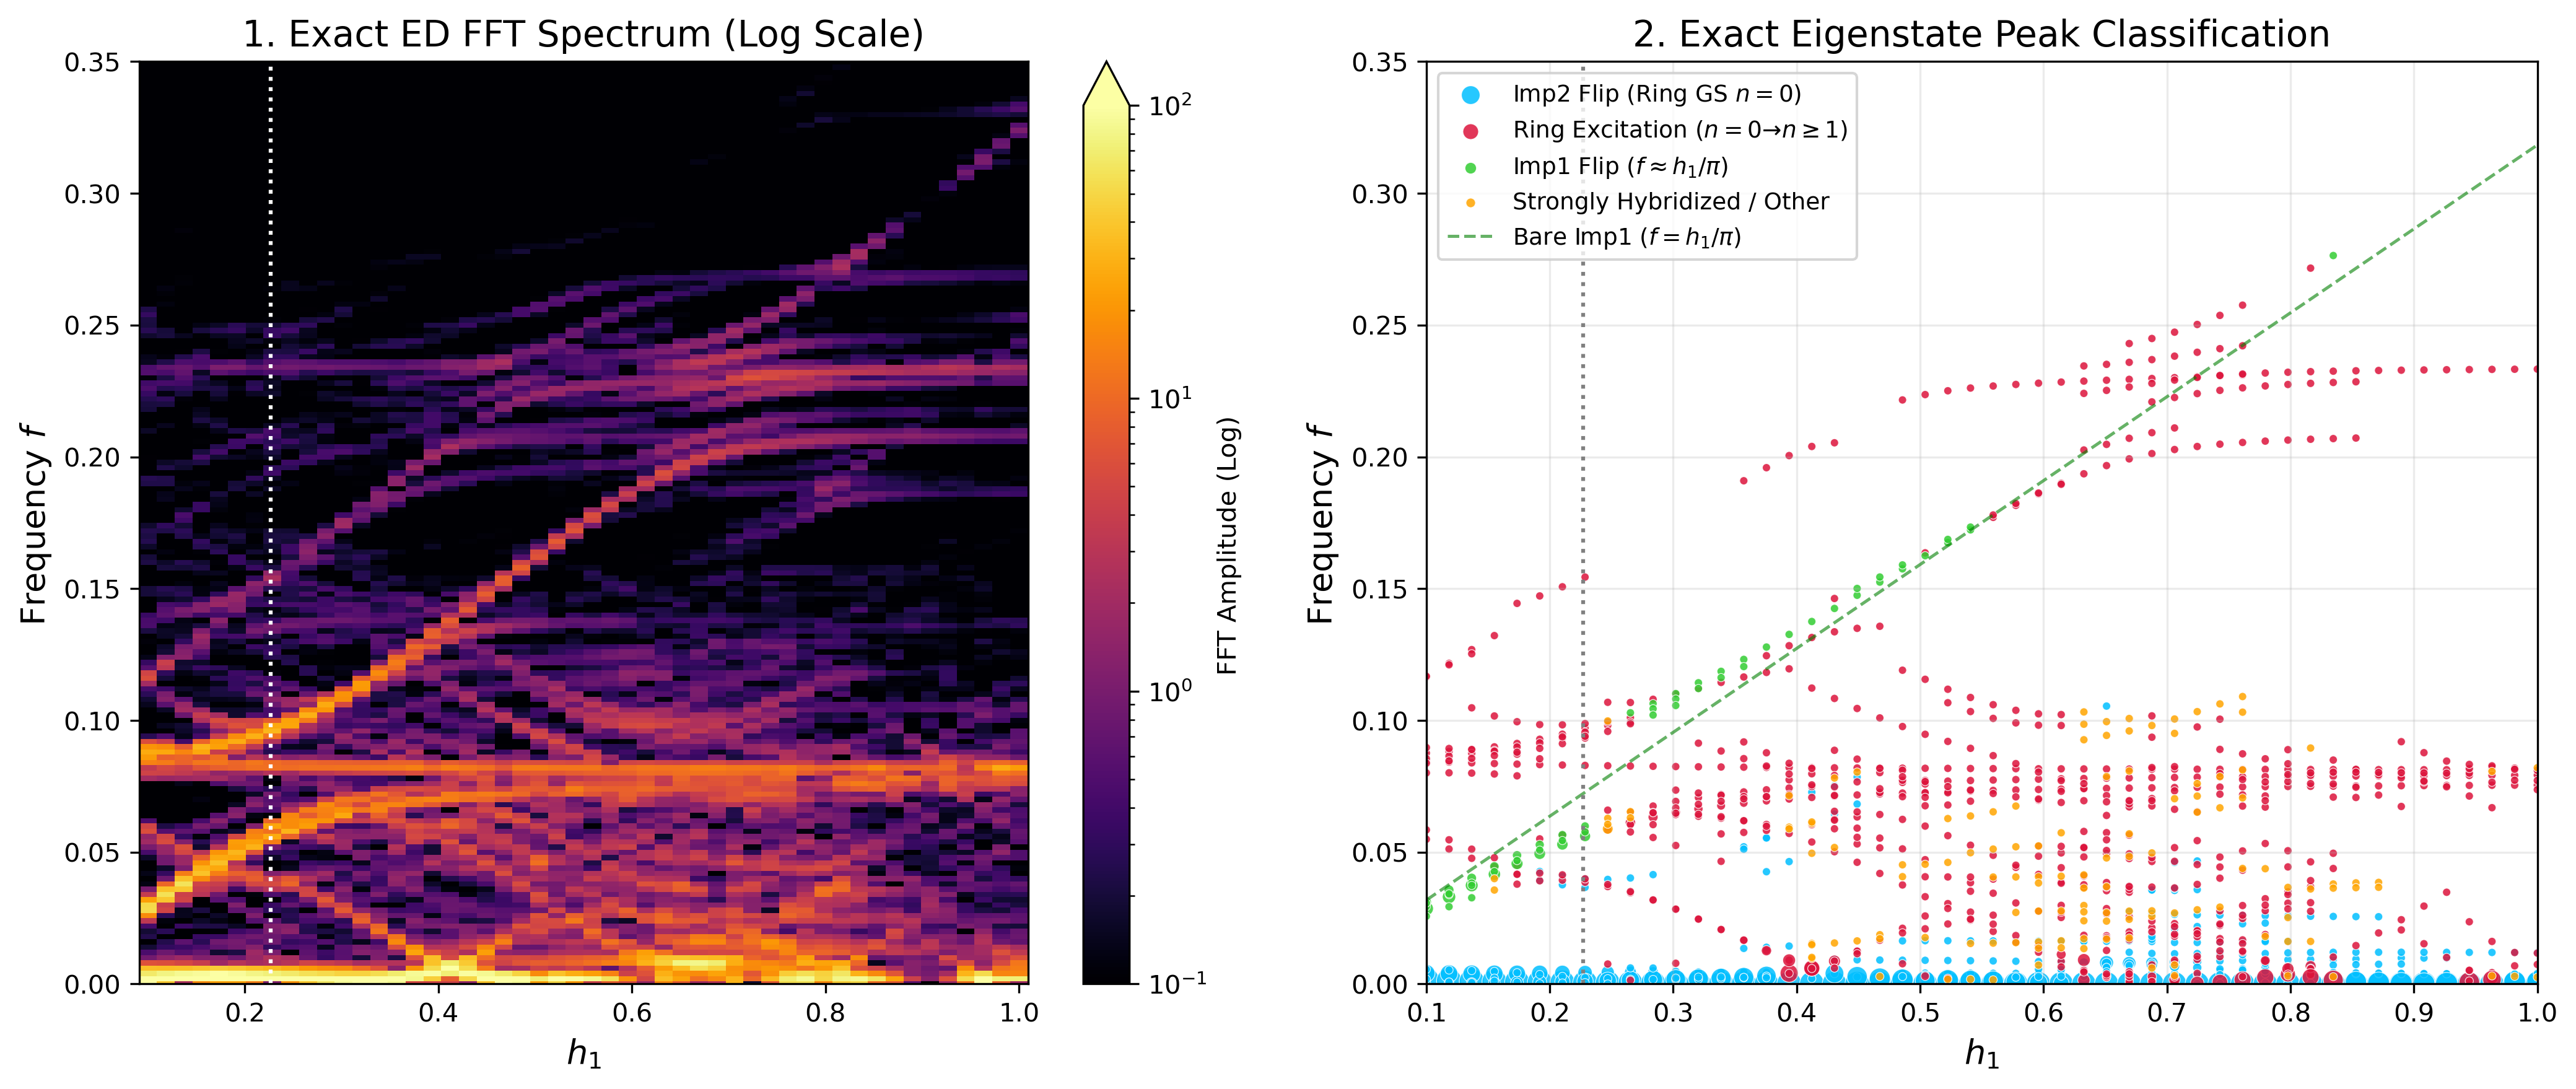 1. Exact ED FFT Spectrum (Log Scale)
Frequency f
0.35
0.30
0.25
0.20
0.15
0.10
0.05
0.00
0.2
0.4
0.6
0.8
1.0
h₁
10²
10¹
10⁰
10⁻¹
FFT Amplitude (Log)
2. Exact Eigenstate Peak Classification
Frequency f
0.35
0.30
0.25
0.20
0.15
0.10
0.05
0.00
Imp2 Flip (Ring GS n = 0)
Ring Excitation (n = 0→n ≥ 1)
Imp1 Flip (f ≈ h₁/π)
Strongly Hybridized / Other
Bare Imp1 (f = h₁/π)
0.1
0.2
0.3
0.4
0.5
0.6
0.7
0.8
0.9
1.0
h₁